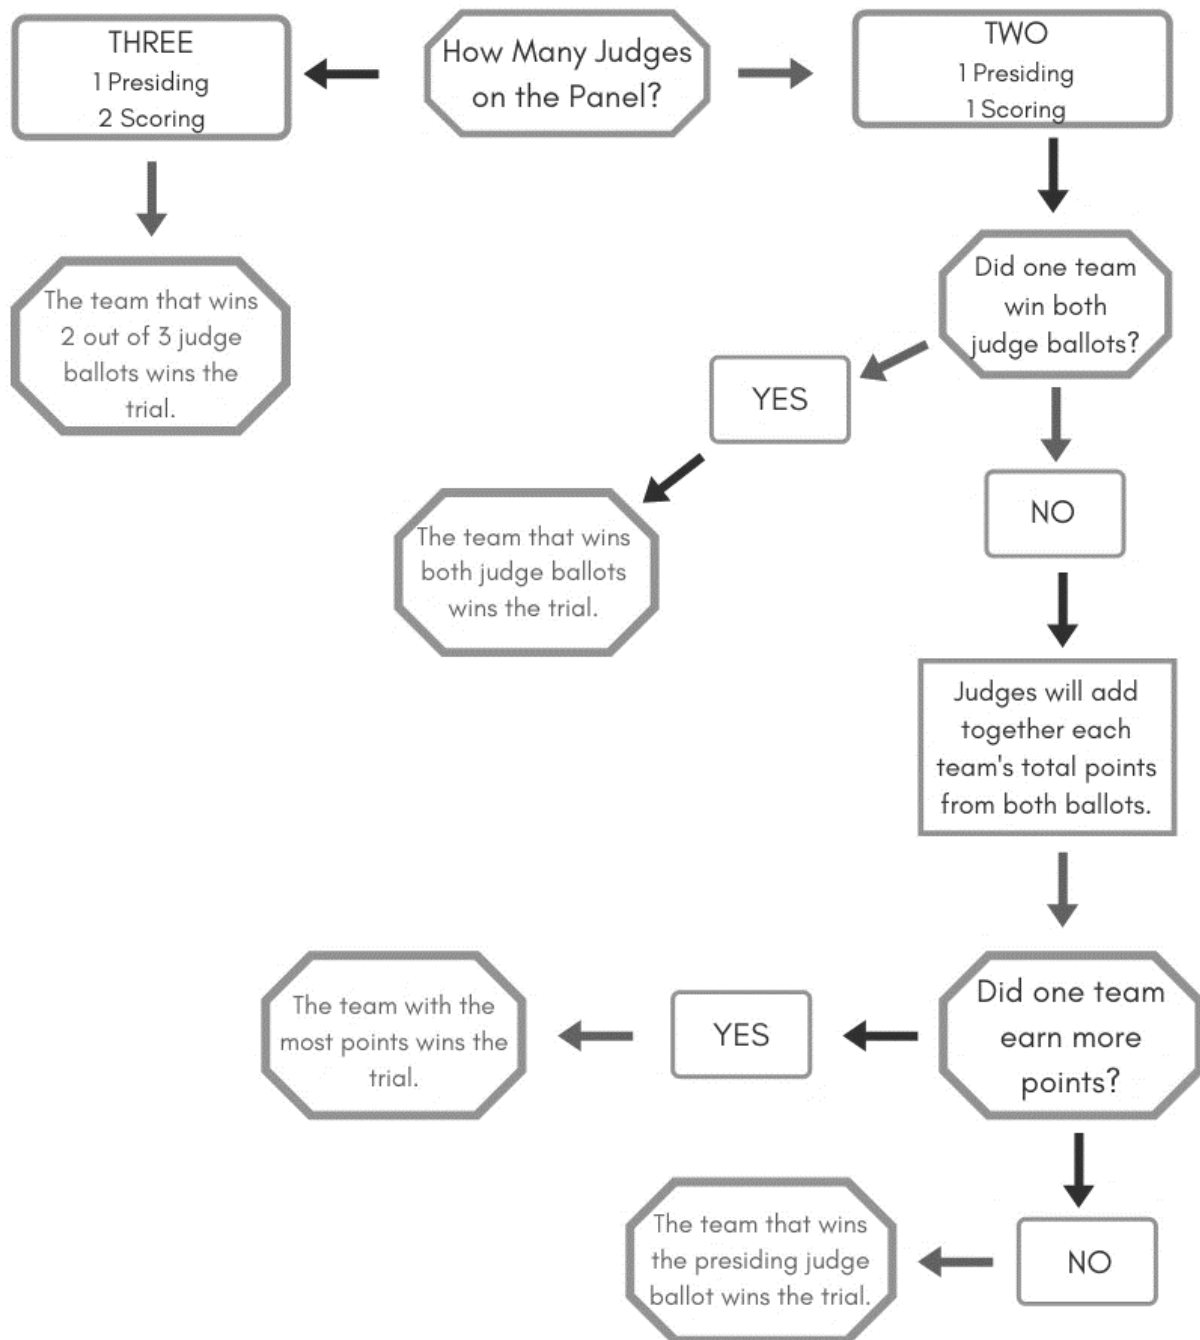 How Many Judges
on the Panel?
THREE
1 Presiding
2 Scoring
TWO
1 Presiding
1 Scoring
The team that wins
2 out of 3 judge
ballots wins the
trial.
Did one team
win both
judge ballots?
YES
The team that wins
both judge ballots
wins the trial.
NO
Judges will add
together each
team's total points
from both ballots.
Did one team
earn more
points?
YES
The team with the
most points wins the
trial.
NO
The team that wins
the presiding judge
ballot wins the trial.